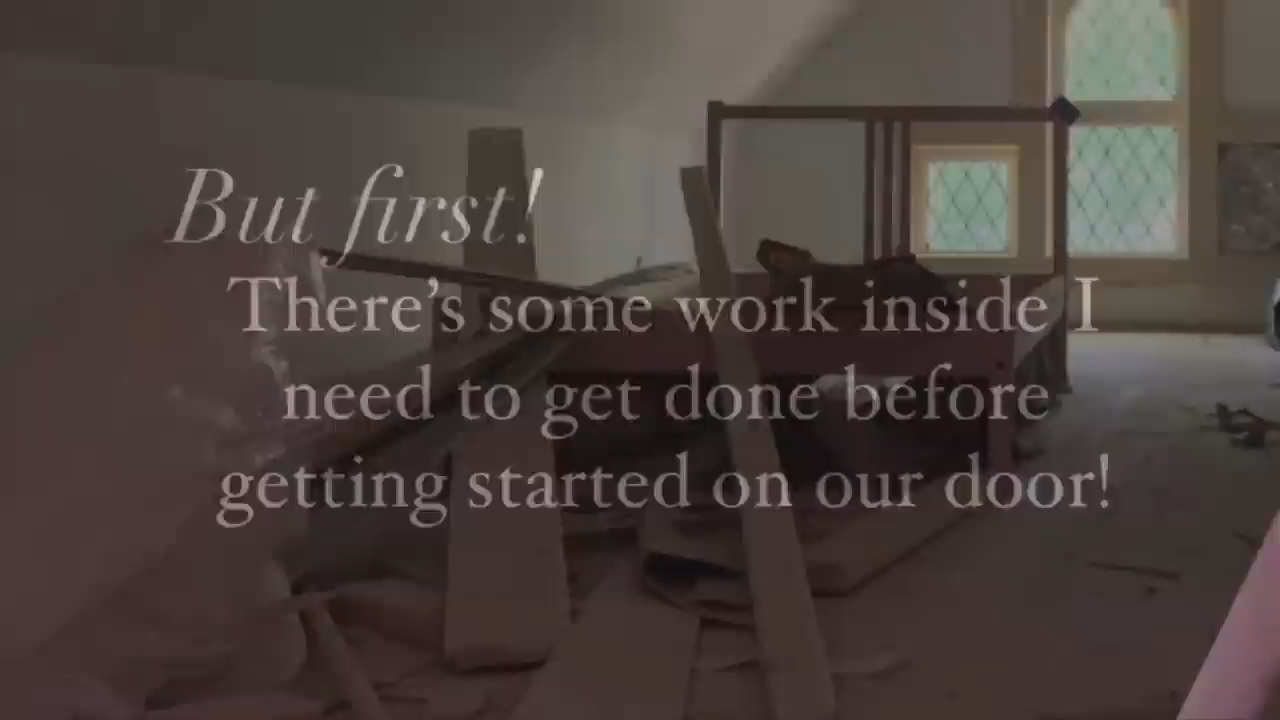 But first!
There’s some work inside I
need to get done before
getting started on our door!